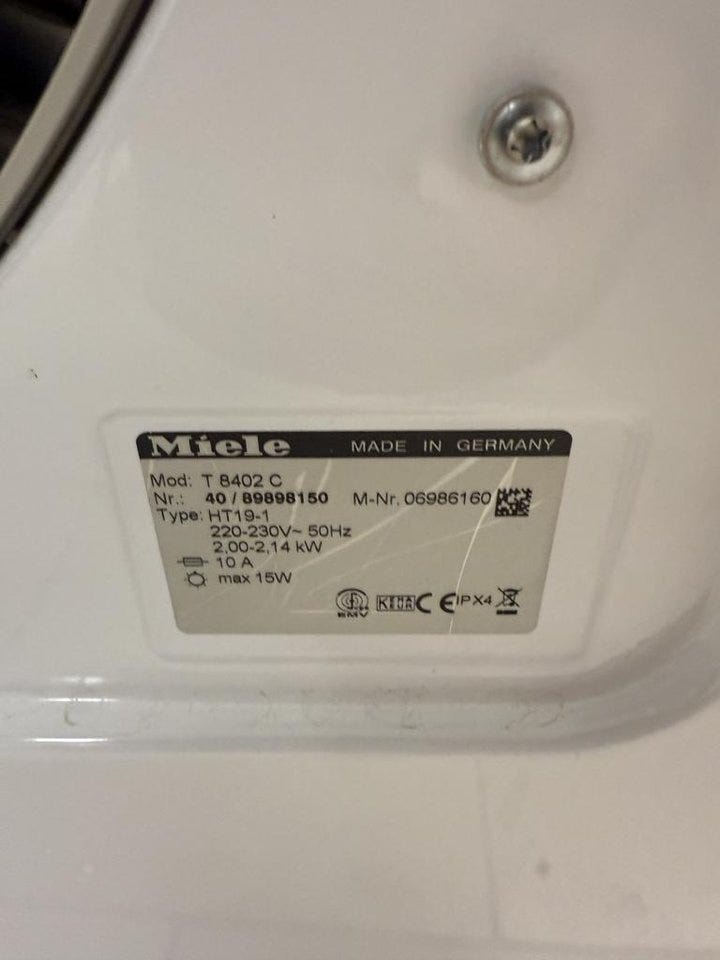 Miele MADE IN GERMANY
Mod: T 8402 C
Nr.: 40 / 89898150 M-Nr. 06986160
Type: HT19-1
220-230V~ 50Hz
2,00-2,14 kW
10 A
max 15W
KEMA KEUR CE IPX4
EMV